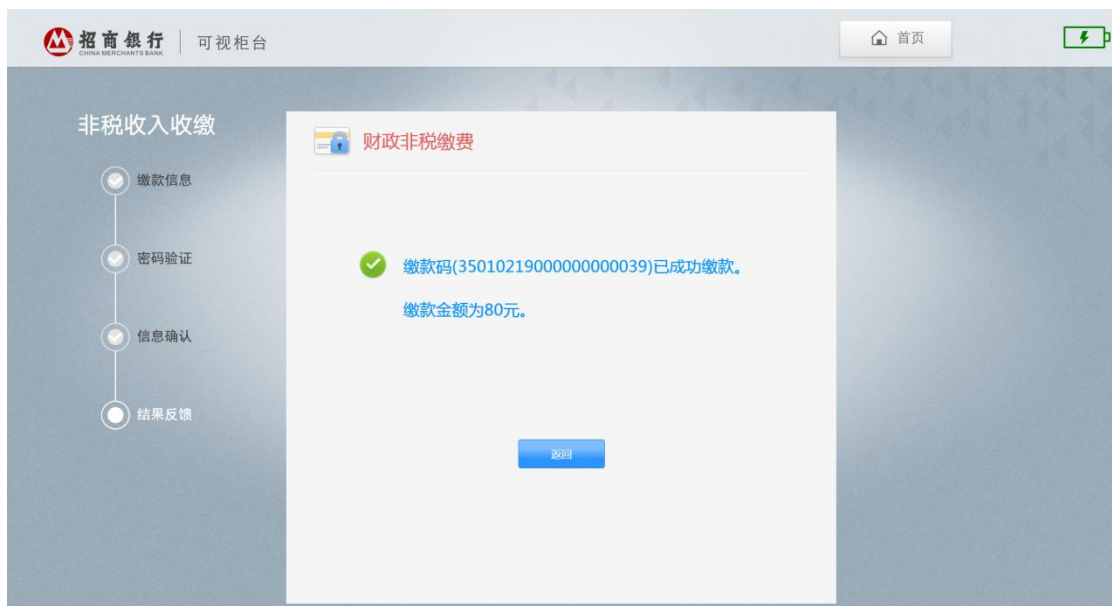 招商银行
CHINA MERCHANTS BANK
可视柜台
首页
非税收入收缴
缴款信息
密码验证
信息确认
结果反馈
财政非税缴费
缴款码(35010219000000000039)已成功缴款。
缴款金额为80元。
返回